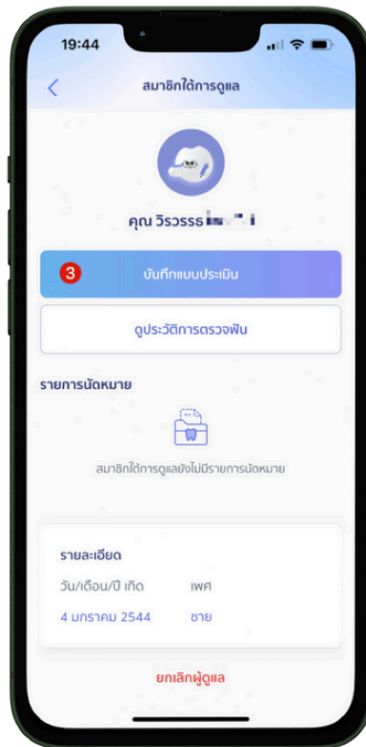 19:44
สมาชิกใต้การดูแล
คุณ วิรวรรธ
3 บันทึกแบบประเมิน
ดูประวัติการตรวจฟัน
รายการนัดหมาย
สมาชิกใต้การดูแลยังไม่มีรายการนัดหมาย
รายละเอียด
วัน/เดือน/ปี เกิด เพศ
4 มกราคม 2544 ชาย
ยกเลิกผู้ดูแล